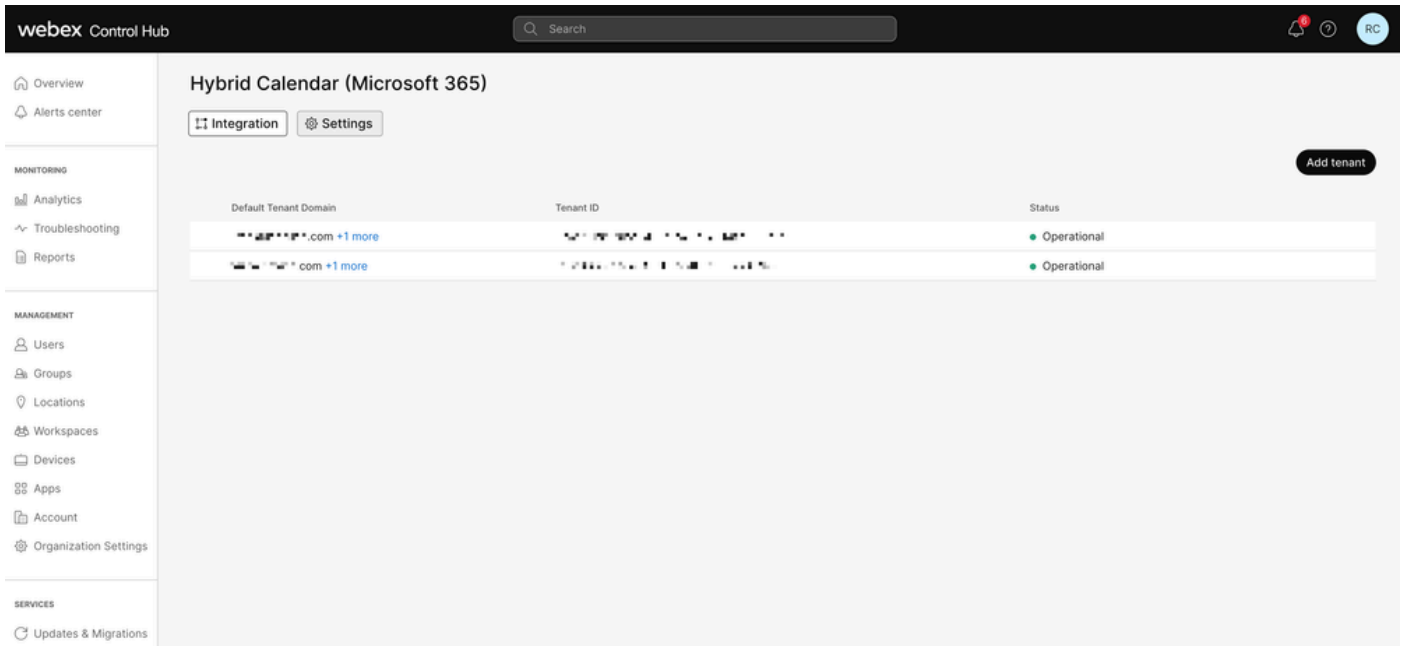 webex Control Hub
Search
6
RC
Overview
Alerts center
MONITORING
Analytics
Troubleshooting
Reports
MANAGEMENT
Users
Groups
Locations
Workspaces
Devices
Apps
Account
Organization Settings
SERVICES
Updates & Migrations
Hybrid Calendar (Microsoft 365)
Integration Settings
Add tenant
Default Tenant Domain Tenant ID Status
.com +1 more Operational
com +1 more Operational